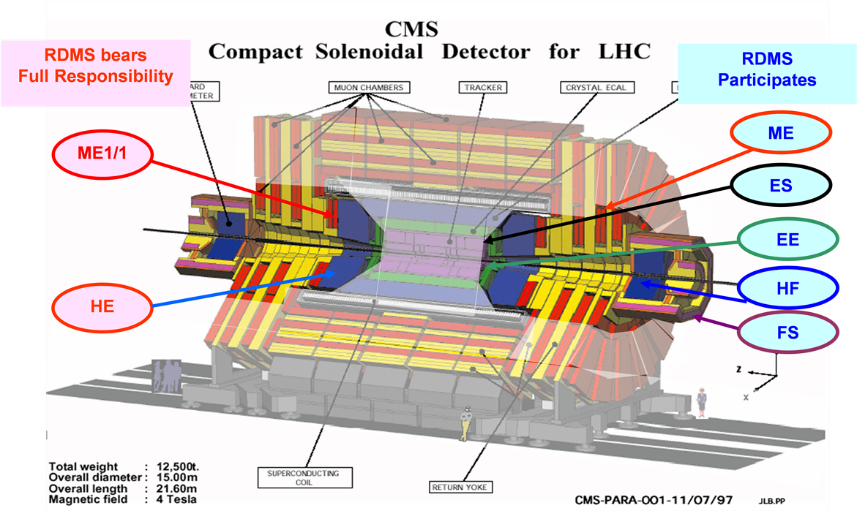 CMS
Compact Solenoidal Detector for LHC
RDMS bears
Full Responsibility
RDMS
Participates
MUON CHAMBERS
TRACKER
CRYSTAL ECAL
ME1/1
ME
ES
EE
HE
HF
FS
Z
X
Total weight : 12,500t.
Overall diameter : 15.00m
Overall length : 21.60m
Magnetic field : 4 Tesla
SUPERCONDUCTING
COIL
RETURN YOKE
CMS-PARA-001-11/07/97
JLB.PP